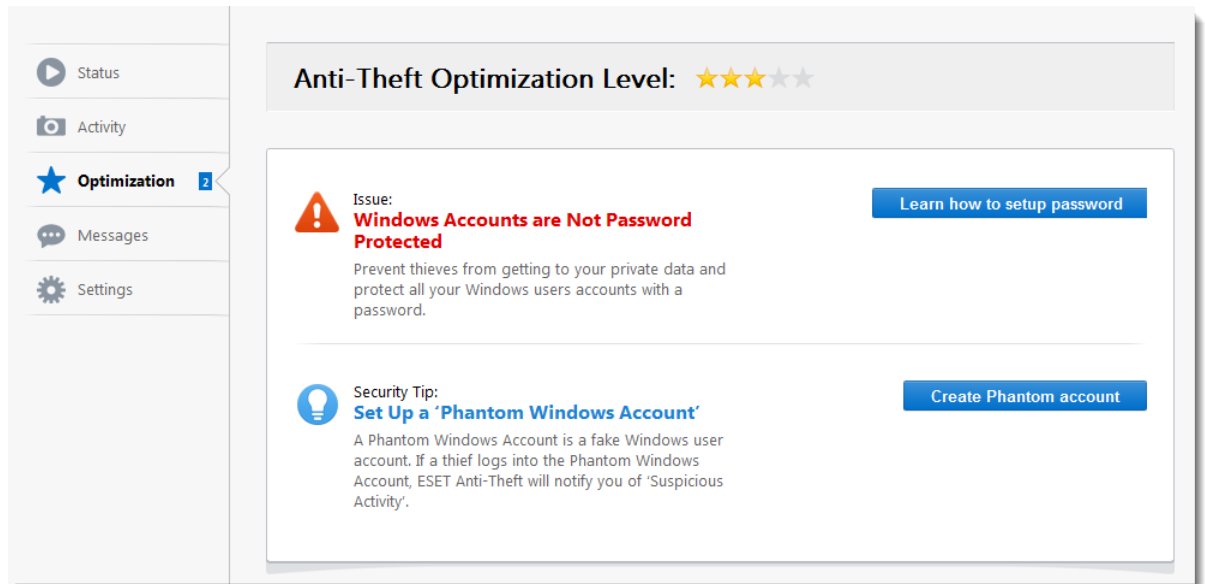 Status
Activity
Optimization 2
Messages
Settings
Anti-Theft Optimization Level:
Issue:
Windows Accounts are Not Password
Protected
Prevent thieves from getting to your private data and
protect all your Windows users accounts with a
password.
Learn how to setup password
Security Tip:
Set Up a ‘Phantom Windows Account’
A Phantom Windows Account is a fake Windows user
account. If a thief logs into the Phantom Windows
Account, ESET Anti-Theft will notify you of ‘Suspicious
Activity’.
Create Phantom account